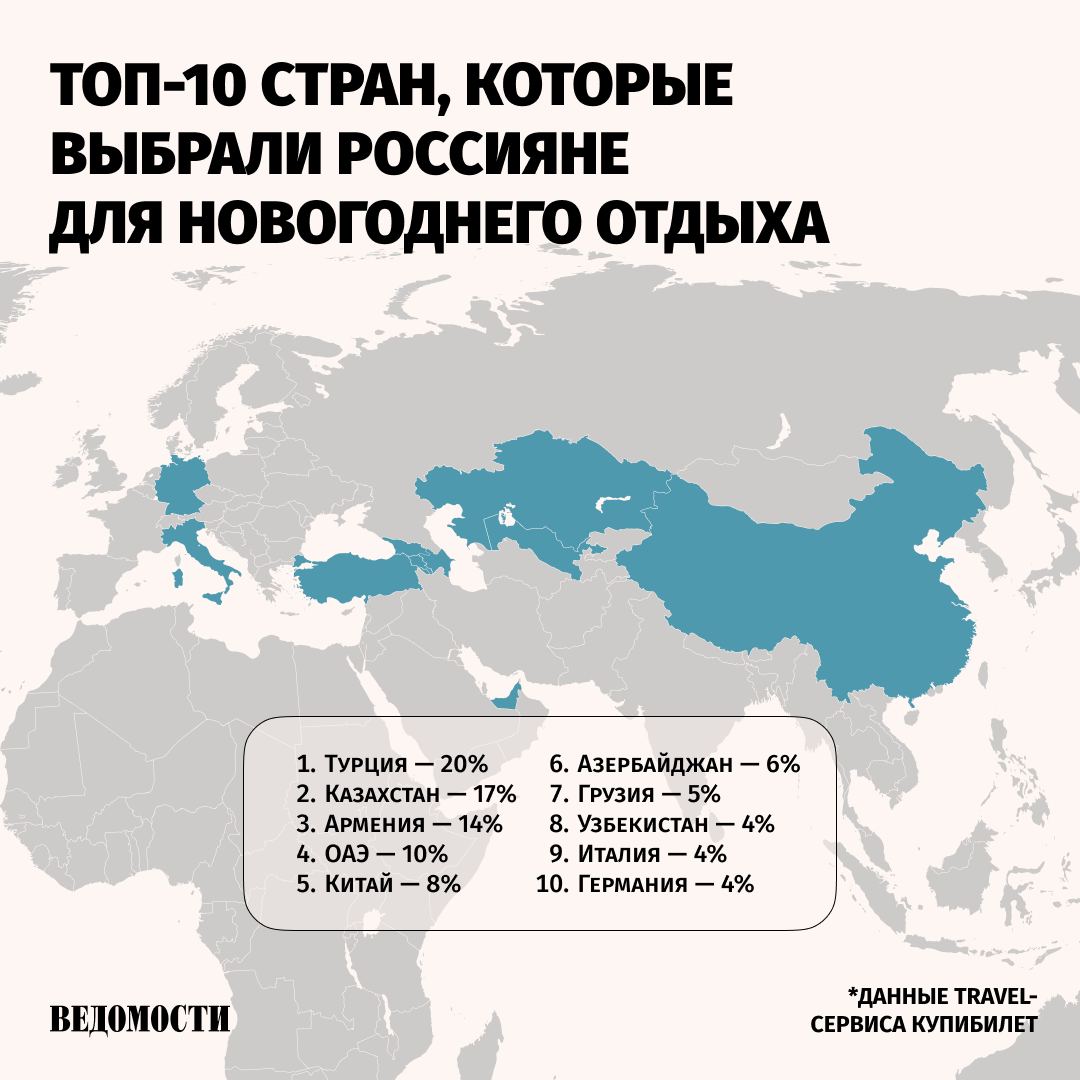 ТОП-10 СТРАН, КОТОРЫЕ
ВЫБРАЛИ РОССИЯНЕ
ДЛЯ НОВОГОДНЕГО ОТДЫХА
1. Турция — 20%
2. Казахстан — 17%
3. Армения — 14%
4. ОАЭ — 10%
5. Китай — 8%
6. Азербайджан — 6%
7. Грузия — 5%
8. Узбекистан — 4%
9. Италия — 4%
10. Германия — 4%
ВЕДОМОСТИ
*ДАННЫЕ TRAVEL-
СЕРВИСА КУПИБИЛЕТ